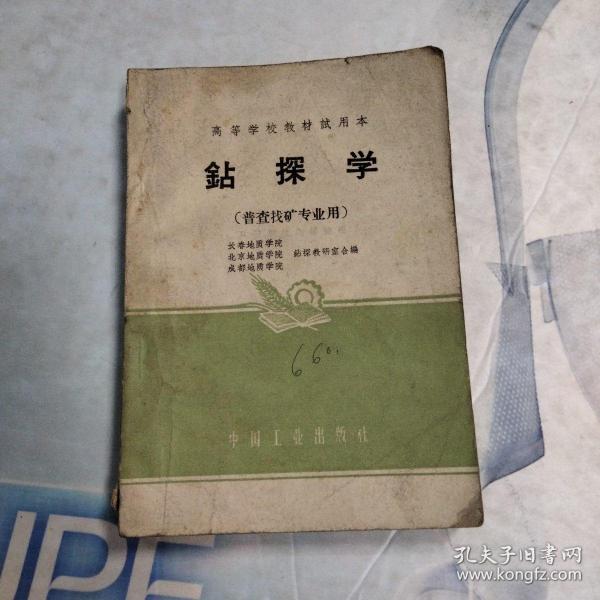 高等学校教材試用本
鉆探学
(普查找矿专业用)
长春地质学院
北京地质学院 鉆探教研室合編
成都地质学院
660.
中国工业出版社
IPE
孔夫子旧书网
www.kongfz.com